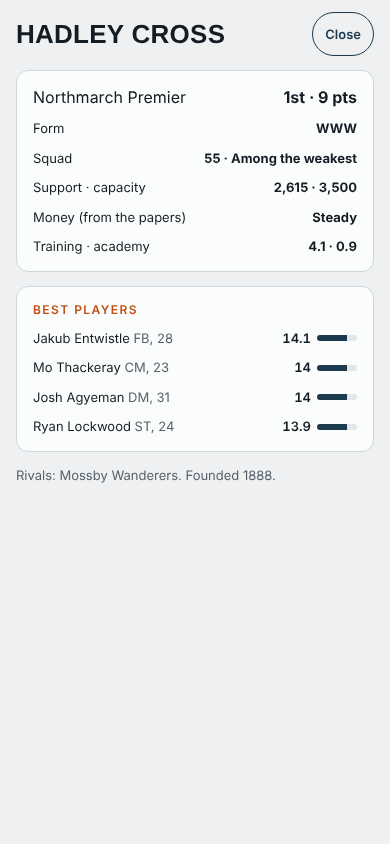 HADLEY CROSS
Close
Northmarch Premier 1st · 9 pts
Form WWW
Squad 55 · Among the weakest
Support · capacity 2,615 · 3,500
Money (from the papers) Steady
Training · academy 4.1 · 0.9
BEST PLAYERS
Jakub Entwistle FB, 28 14.1
Mo Thackeray CM, 23 14
Josh Agyeman DM, 31 14
Ryan Lockwood ST, 24 13.9
Rivals: Mossby Wanderers. Founded 1888.